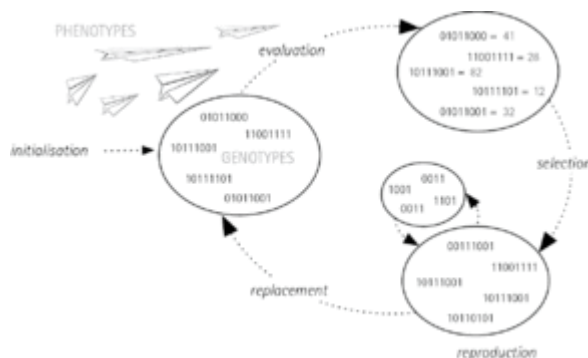 PHENOTYPES
evaluation
01011000 = 41
11001111 = 28
10111001 = 82
10111101 = 12
01011001 = 32
01011000
11001111
10111001
GENOTYPES
10111101
01011001
initialisation
selection
0011
1001
1101
0011
00111001
11001111
10111001
10111001
10110101
replacement
reproduction